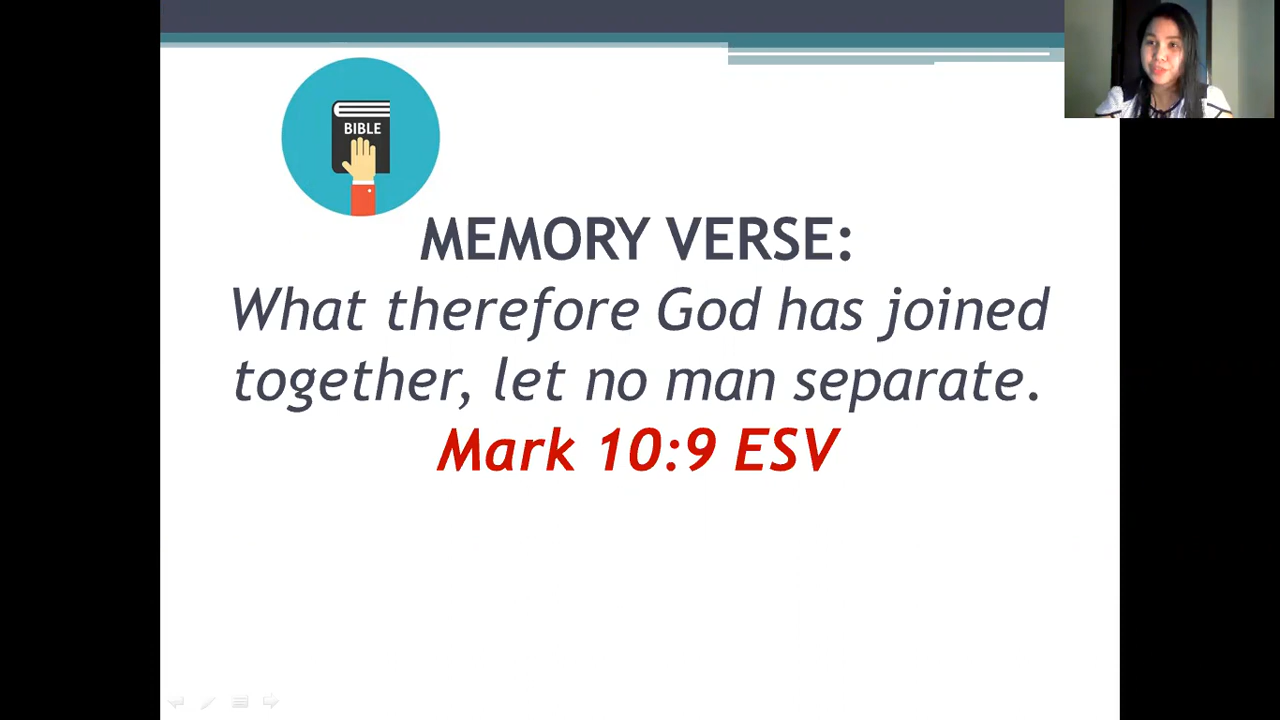 BIBLE
MEMORY VERSE:
What therefore God has joined
together, let no man separate.
Mark 10:9 ESV